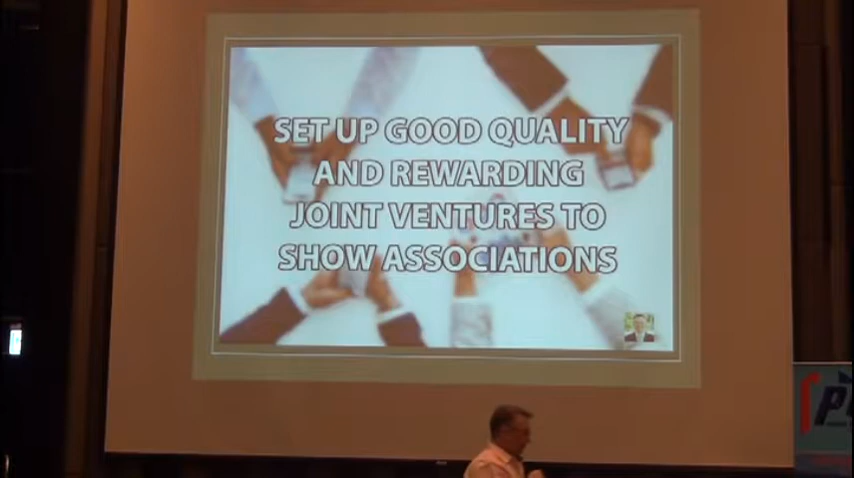 SET UP GOOD QUALITY
AND REWARDING
JOINT VENTURES TO
SHOW ASSOCIATIONS